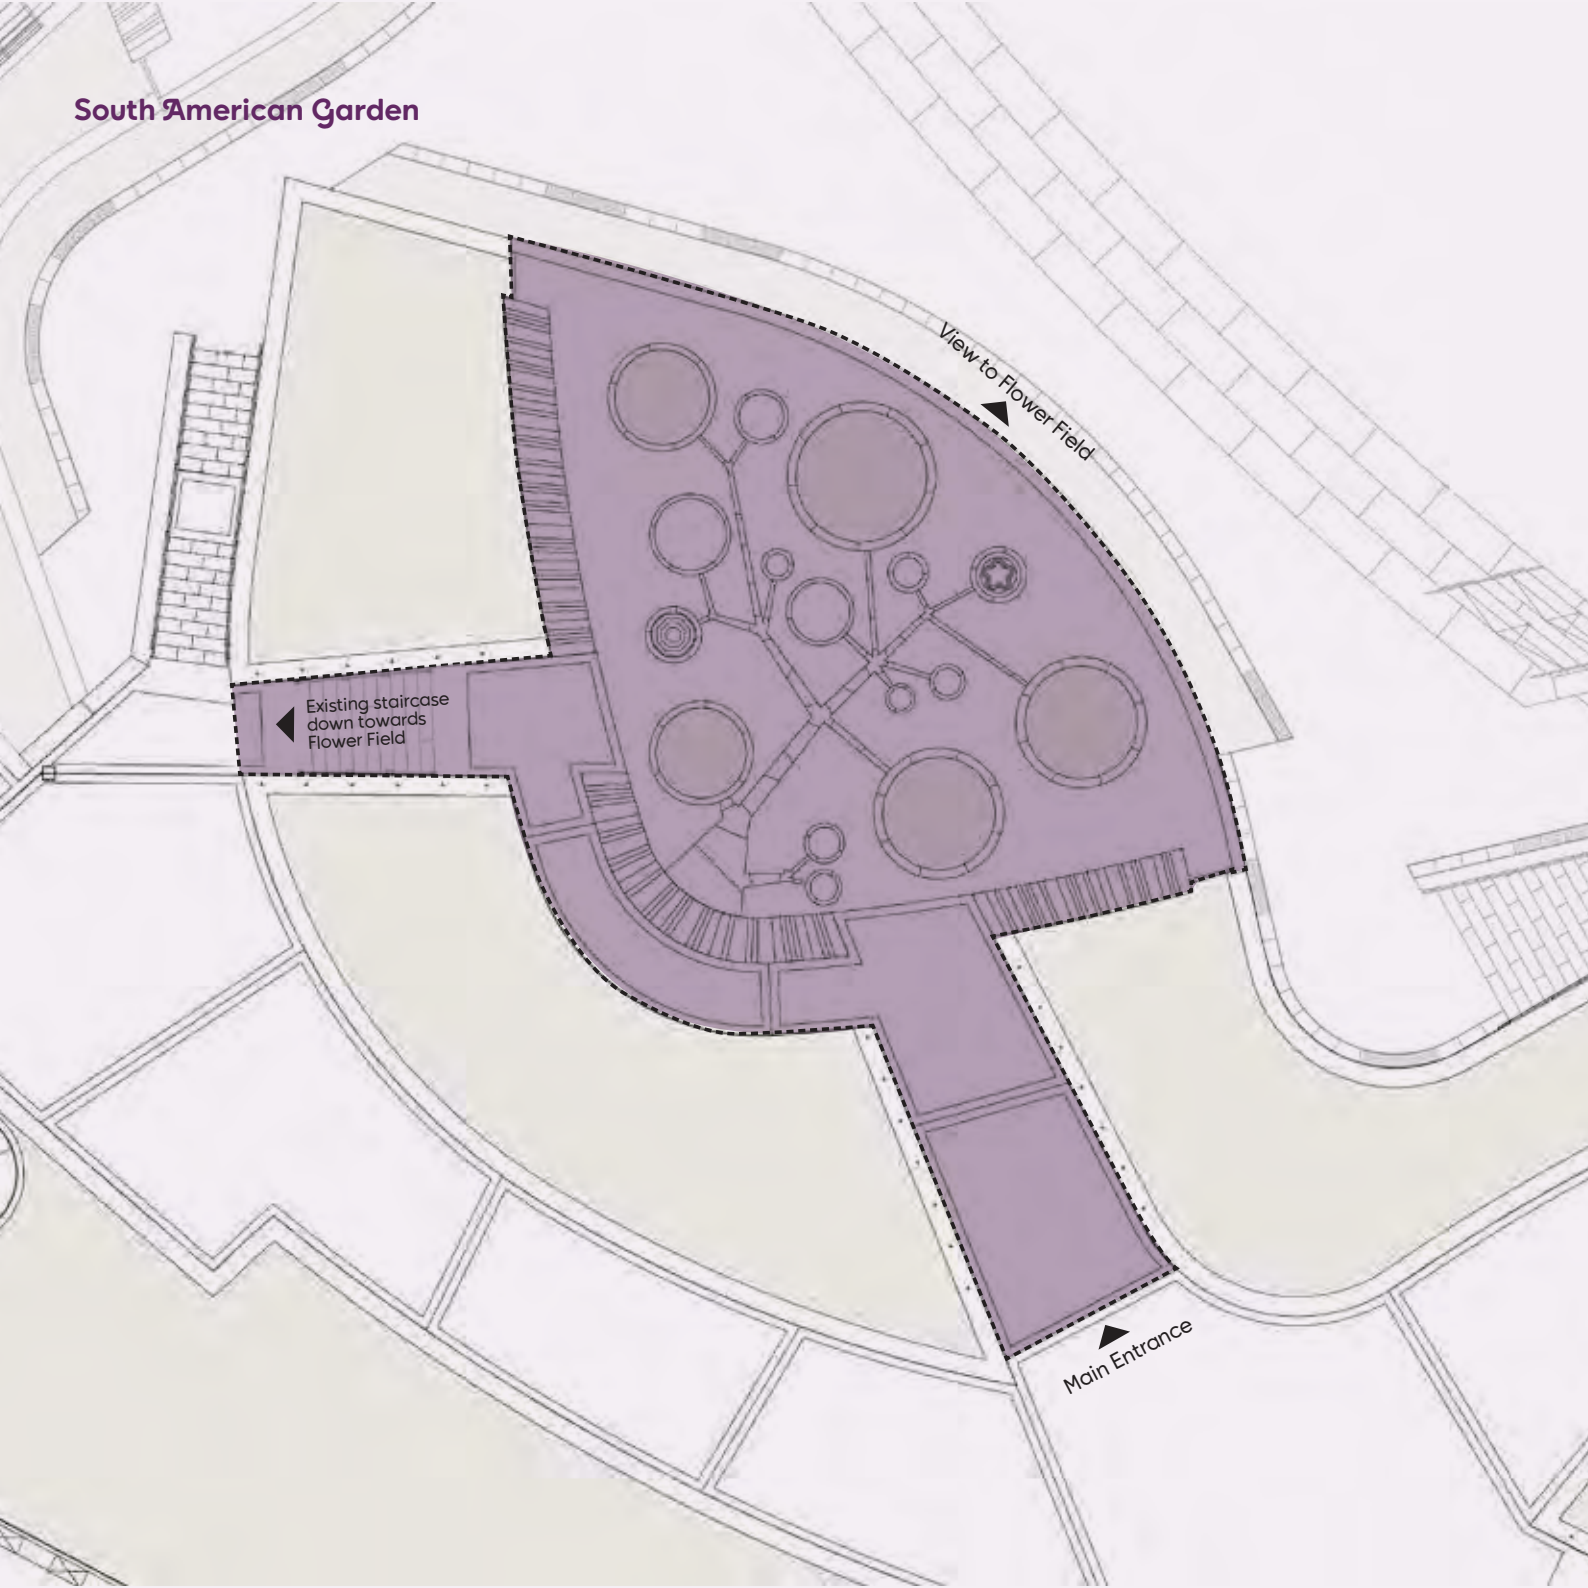 South American Garden
View to Flower Field
Existing staircase
down towards
Flower Field
Main Entrance